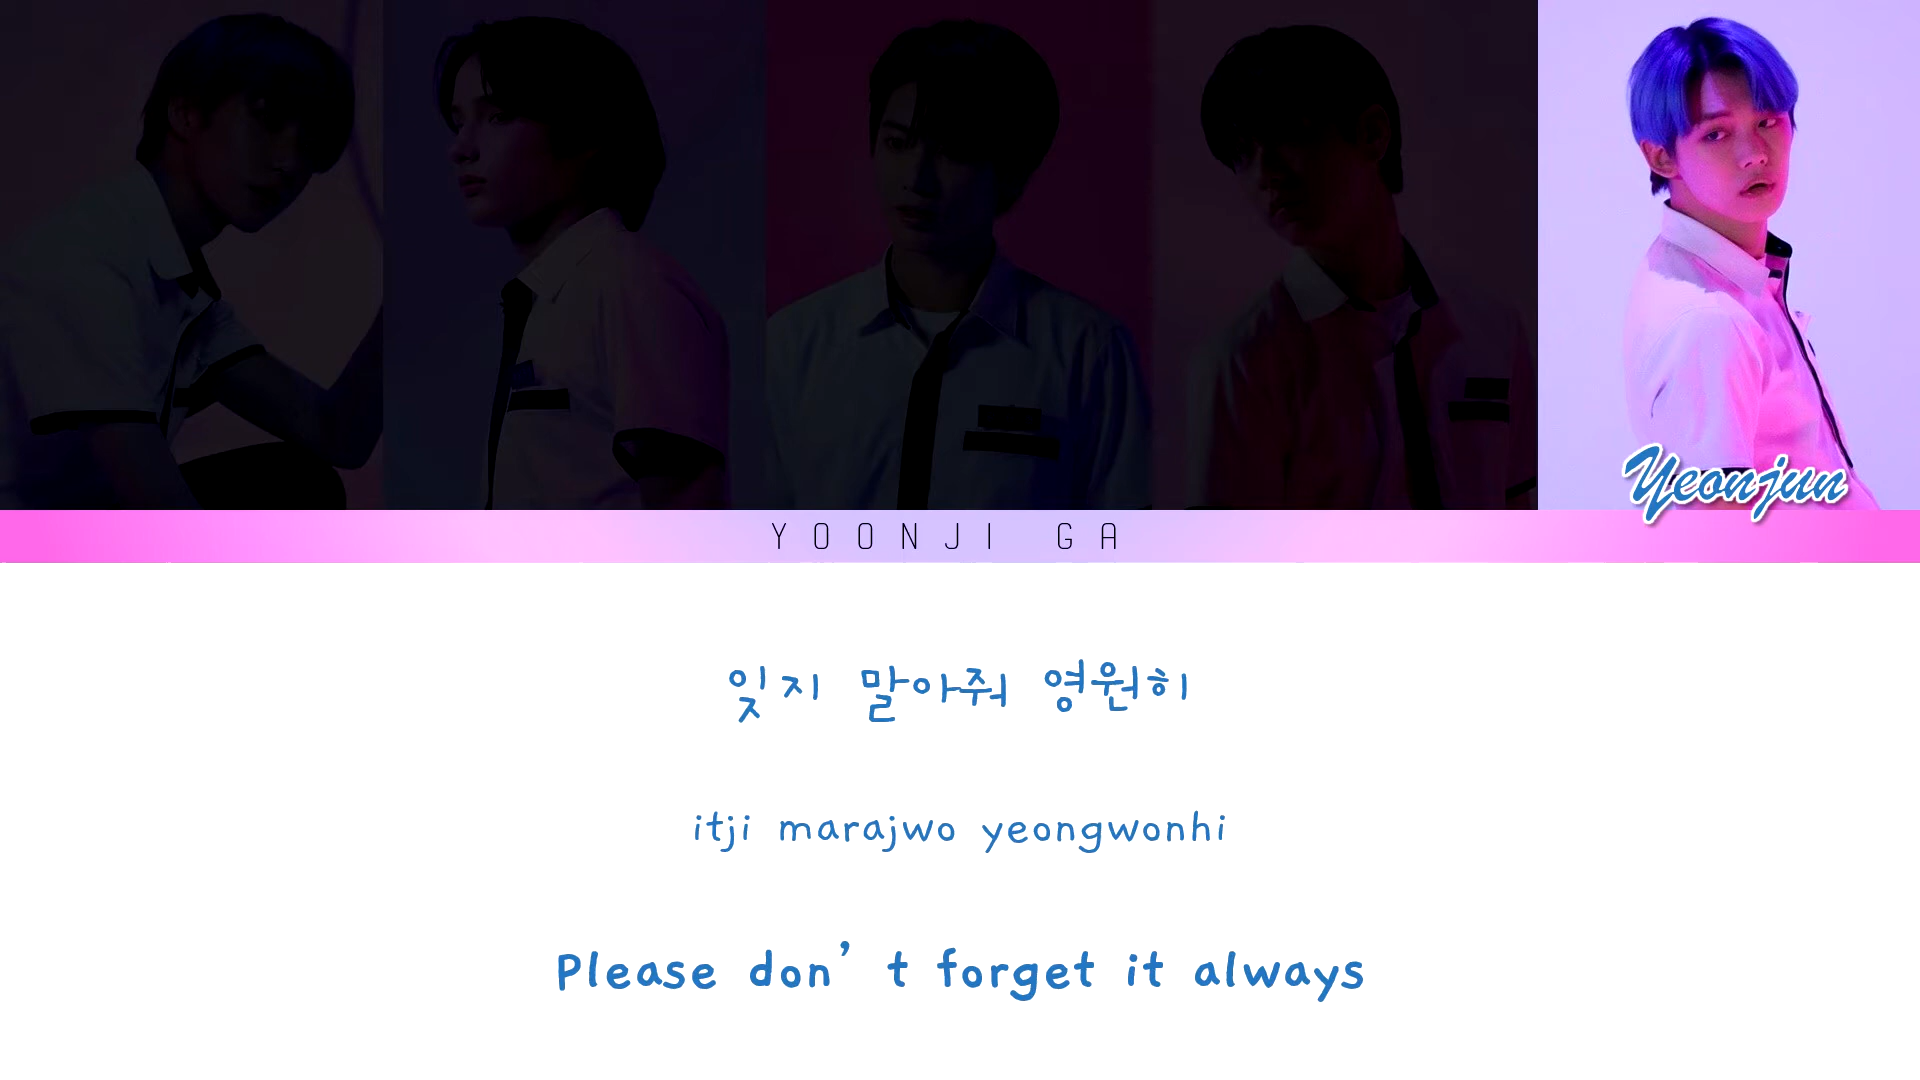 Yeonjun
YOONJI GA
잊지 말아줘 영원히
itji marajwo yeongwonhi
Please don’t forget it always